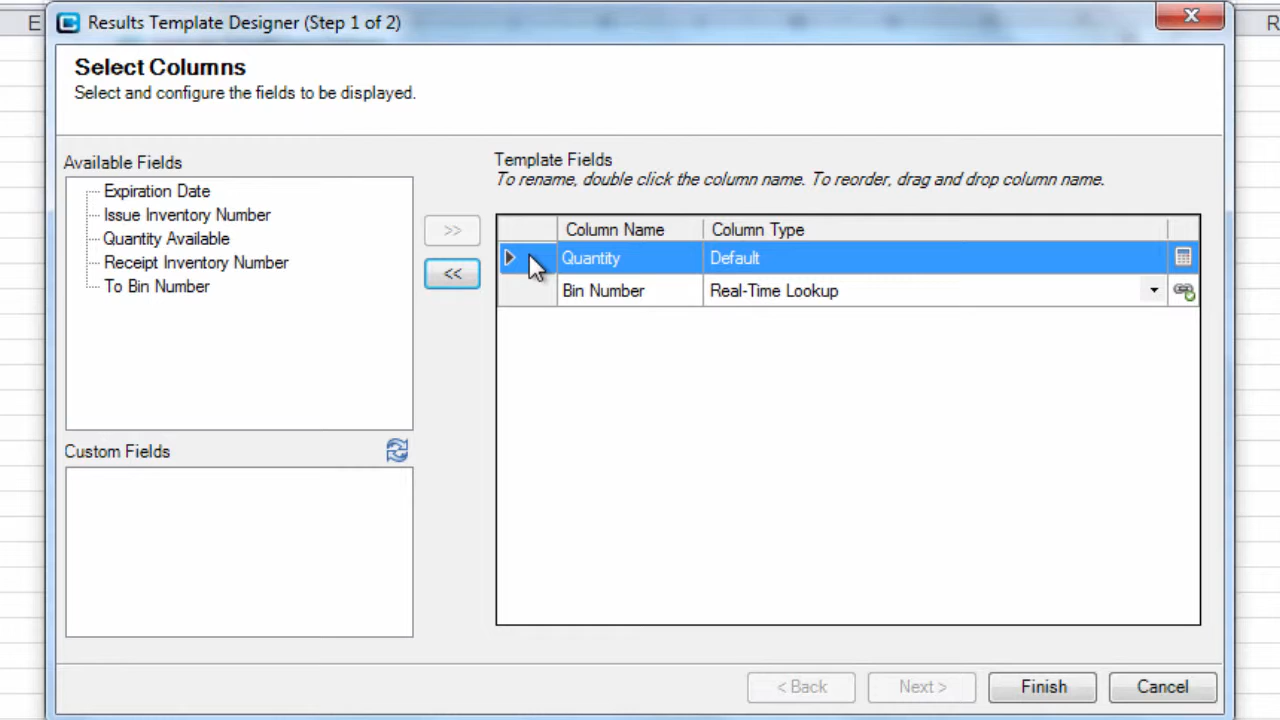 E
R
Results Template Designer (Step 1 of 2)
Select Columns
Select and configure the fields to be displayed.
Available Fields
Expiration Date
Issue Inventory Number
Quantity Available
Receipt Inventory Number
To Bin Number
Custom Fields
>>
<<
Template Fields
To rename, double click the column name. To reorder, drag and drop column name.
Column Name Column Type
Quantity Default
Bin Number Real-Time Lookup
< Back Next > Finish Cancel